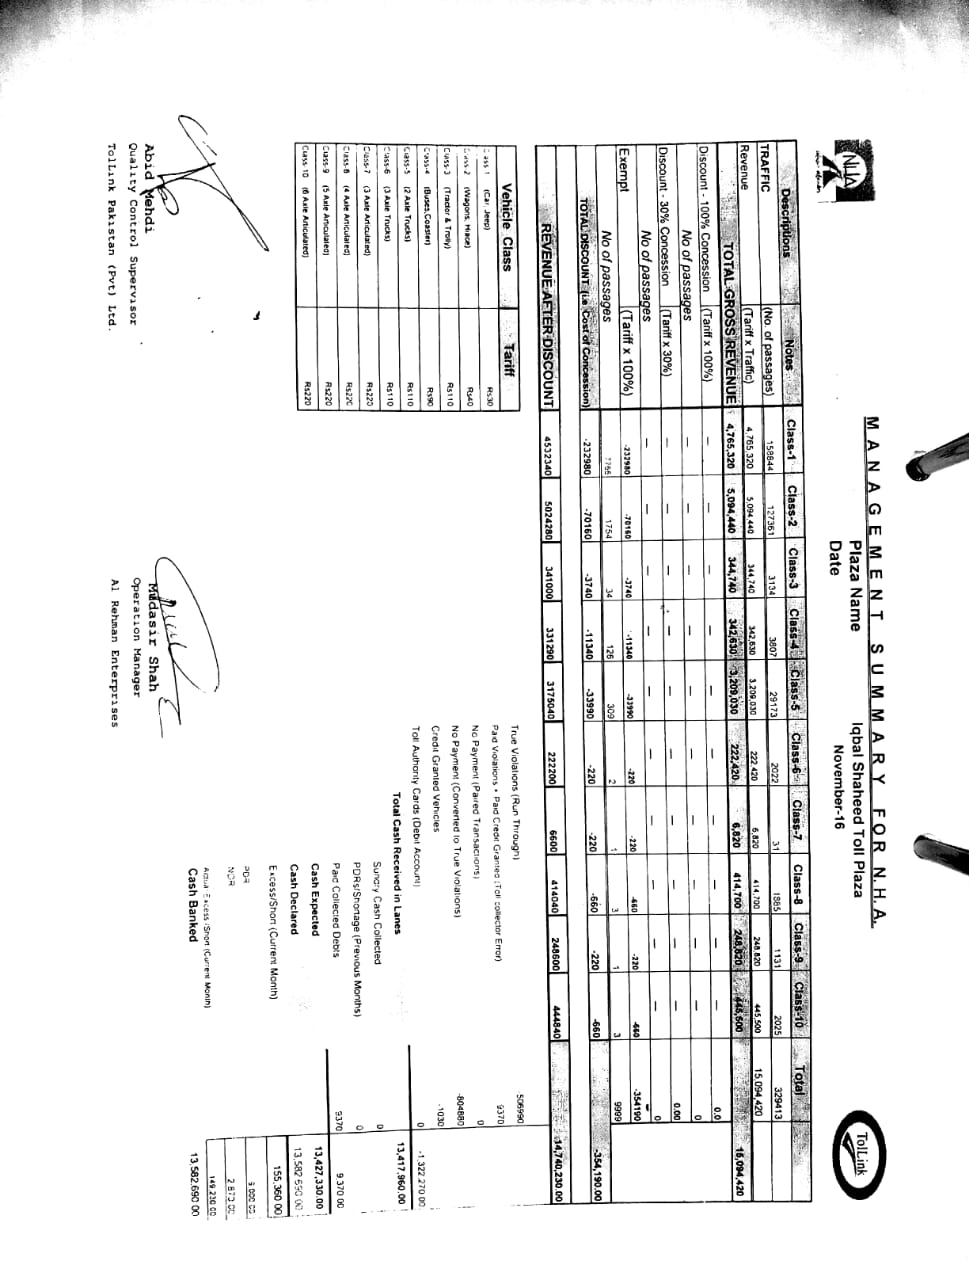 NHA
MANAGEMENT SUMMARY FOR N.H.A.
TolLink
Plaza Name Iqbal Shaheed Toll Plaza
Date November-16
Descriptions Notes Class-1 Class-2 Class-3 Class-4 Class-5 Class-6 Class-7 Class-8 Class-9 Class-10 Total
TRAFFIC (No. of passages) 158844 127361 3134 3807 29173 2022 31 1885 1131 2025 329413
Revenue (Tariff x Traffic) 4,765,320 5,094,440 344,740 342,630 3,209,030 222,420 6,820 414,700 248,820 445,500 15,094,420
TOTAL GROSS REVENUE 4,765,320 5,094,440 344,740 342,630 3,209,030 222,420 6,820 414,700 248,820 445,500 15,094,420
Discount - 100% Concession (Tariff x 100%) – – – – – – – – – – 0.0
No of passages – – – – – – – – – – 0
Discount - 30% Concession (Tariff x 30%) – – – – – – – – – – 0.00
No of passages – – – – – – – – – – 0
Exempt (Tariff x 100%) -232980 -70160 -3740 -11340 -33990 -220 -220 -660 -220 -660 -354190
No of passages 1754 34 126 309 2 1 3 1 3 9999
TOTAL DISCOUNT (i.e. Cost of Concession) -232980 -70160 -3740 -11340 -33990 -220 -220 -660 -220 -660 -354,190.00
REVENUE AFTER DISCOUNT 4532340 5024280 341000 331290 3175040 222200 6600 414040 248600 444840 14,740,230.00
Vehicle Class Tariff
Class 1 (Car, Jeep) Rs30
Class-2 (Wagons, Hiace) Rs40
Class-3 (Tractor & Trolly) Rs110
Class-4 (Buses,Coaster) Rs90
Class-5 (2 Axle Trucks) Rs110
Class-6 (3 Axle Trucks) Rs110
Class-7 (3 Axle Articulated) Rs220
Class-8 (4 Axle Articulated) Rs220
Class-9 (5 Axle Articulated) Rs220
Class-10 (6 Axle Articulated) Rs220
True Violations (Run Through) -506990
Paid Violations + Paid Credit Granted (Toll collector Error) 9370
No Payment (Paired Transactions) 0
No Payment (Converted to True Violations) -804880
Credit Granted Vehicles -1030
Toll Authority Cards (Debit Account) 0 -1,322,270.00
Total Cash Received in Lanes 13,417,960.00
Sundry Cash Collected 0
PDRs/Shortage (Previous Months) 0
Paid Collected Debts 9370 9,370.00
Cash Expected 13,427,330.00
Cash Declared 13,582,690.00
Excess/Short (Current Month) 155,360.00
PDR
NDR
Actual Excess/Short (Current Month) 149,230.00
Cash Banked 13,582,690.00
Abid Mehdi
Quality Control Supervisor
TolLink Pakistan (Pvt) Ltd.
Mudasir Shah
Operation Manager
Al Rehman Enterprises